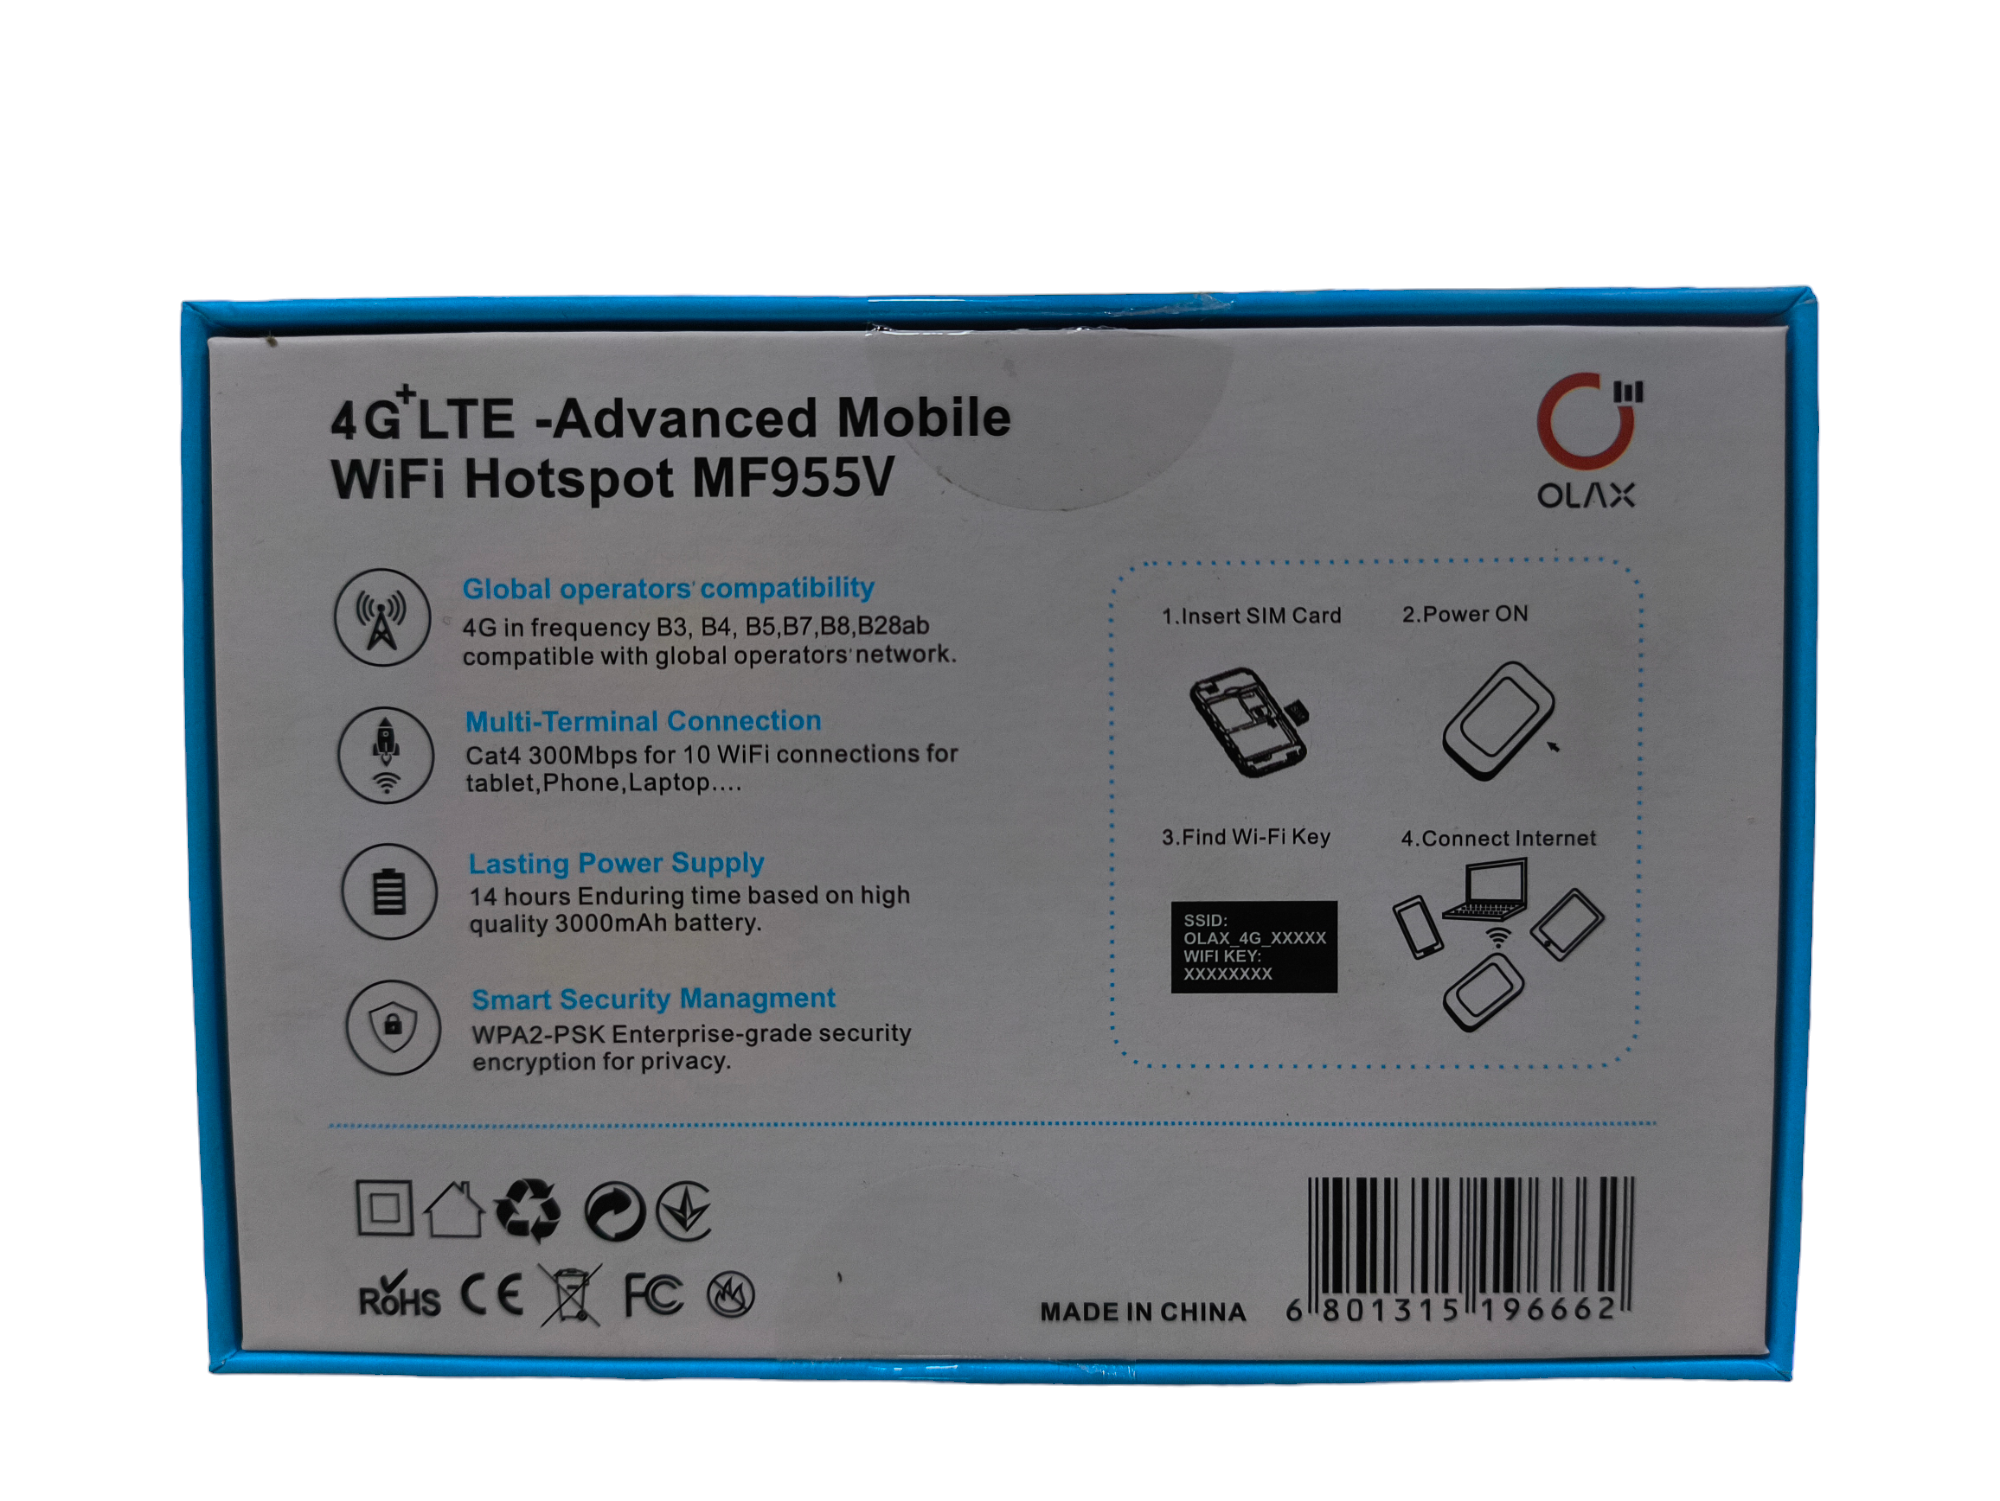 4G+LTE -Advanced Mobile
WiFi Hotspot MF955V
OLAX
Global operators' compatibility
4G in frequency B3, B4, B5,B7,B8,B28ab
compatible with global operators' network.
Multi-Terminal Connection
Cat4 300Mbps for 10 WiFi connections for
tablet,Phone,Laptop....
Lasting Power Supply
14 hours Enduring time based on high
quality 3000mAh battery.
Smart Security Managment
WPA2-PSK Enterprise-grade security
encryption for privacy.
1.Insert SIM Card
2.Power ON
3.Find Wi-Fi Key
4.Connect Internet
SSID:
OLAX_4G_XXXXX
WIFI KEY:
XXXXXXXX
RoHS CE FC
MADE IN CHINA
6 801315 196662